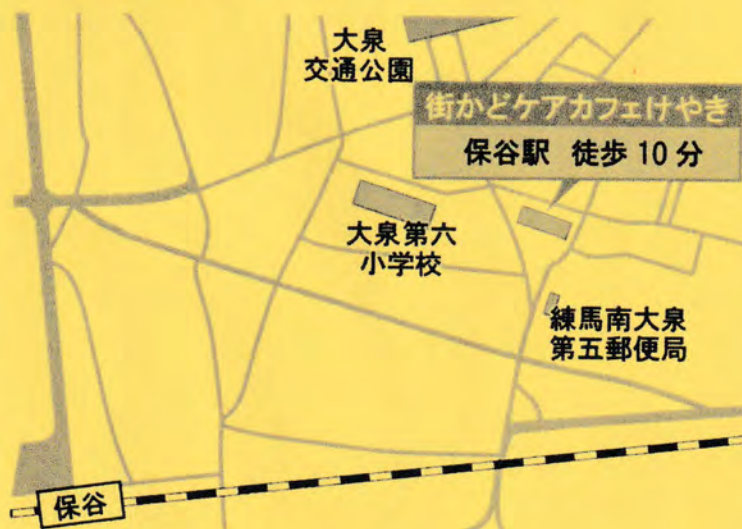 大泉
交通公園
街かどケアカフェけやき
保谷駅 徒歩10分
大泉第六
小学校
練馬南大泉
第五郵便局
保谷